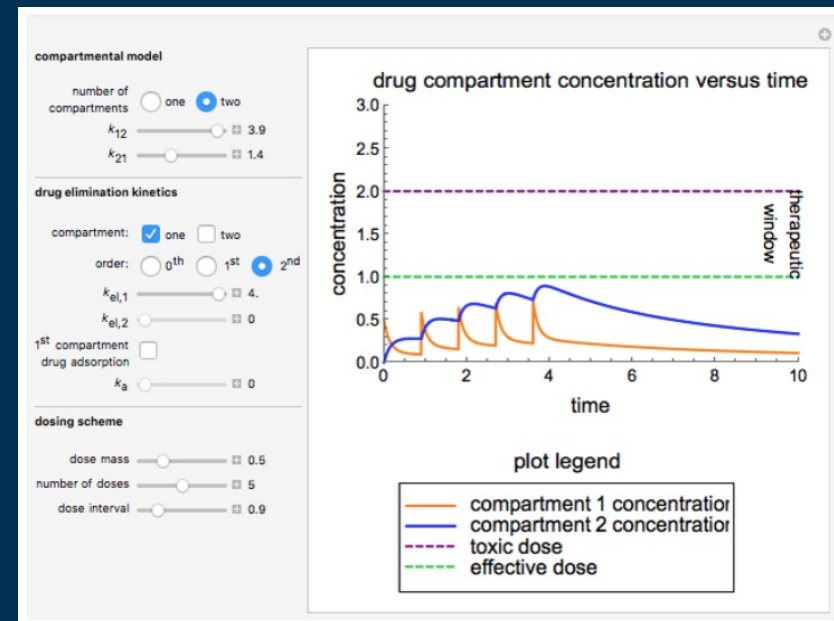 compartmental model
number of compartments one two
k12 3.9
k21 1.4
drug elimination kinetics
compartment: one two
order: 0th 1st 2nd
kel,1 4.
kel,2 0
1st compartment
drug adsorption
ka 0
dosing scheme
dose mass 0.5
number of doses 5
dose interval 0.9
drug compartment concentration versus time
concentration
3.0
2.5
2.0
1.5
1.0
0.5
0.0
0 2 4 6 8 10
time
therapeutic
window
plot legend
compartment 1 concentration
compartment 2 concentration
toxic dose
effective dose